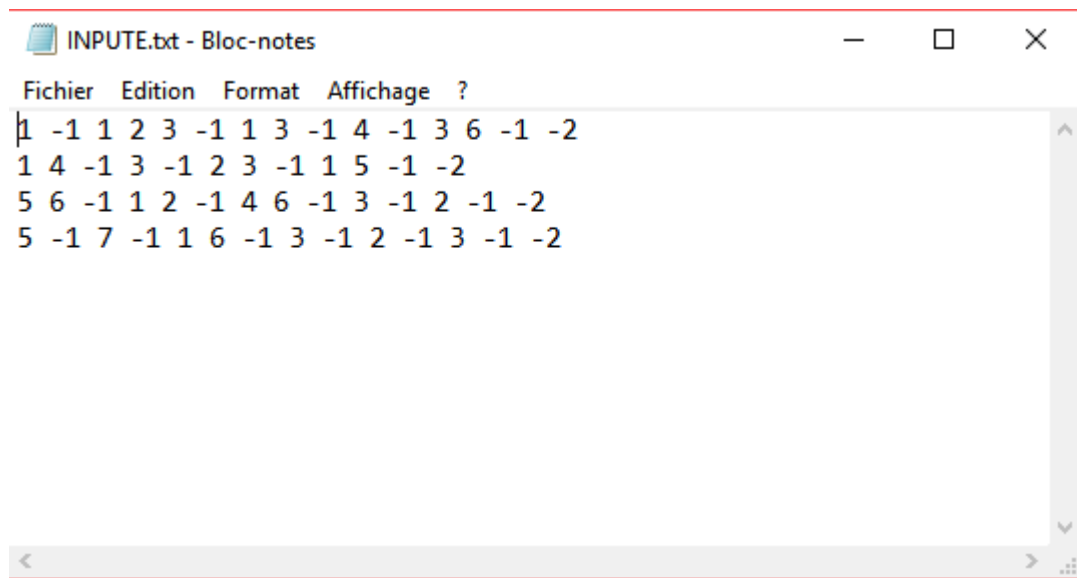 INPUTE.txt - Bloc-notes
Fichier Edition Format Affichage ?
1 -1 1 2 3 -1 1 3 -1 4 -1 3 6 -1 -2
1 4 -1 3 -1 2 3 -1 1 5 -1 -2
5 6 -1 1 2 -1 4 6 -1 3 -1 2 -1 -2
5 -1 7 -1 1 6 -1 3 -1 2 -1 3 -1 -2